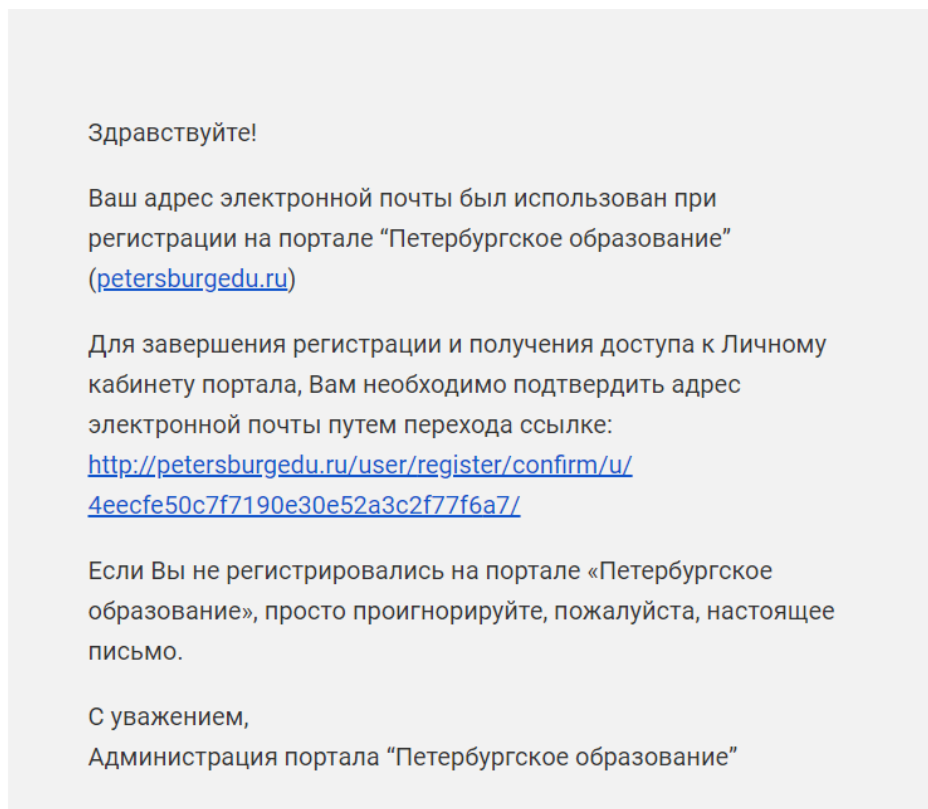 Здравствуйте!
Ваш адрес электронной почты был использован при
регистрации на портале “Петербургское образование”
(petersburgedu.ru)
Для завершения регистрации и получения доступа к Личному
кабинету портала, Вам необходимо подтвердить адрес
электронной почты путем перехода ссылке:
http://petersburgedu.ru/user/register/confirm/u/
4eecfe50c7f7190e30e52a3c2f77f6a7/
Если Вы не регистрировались на портале «Петербургское
образование», просто проигнорируйте, пожалуйста, настоящее
письмо.
С уважением,
Администрация портала “Петербургское образование”